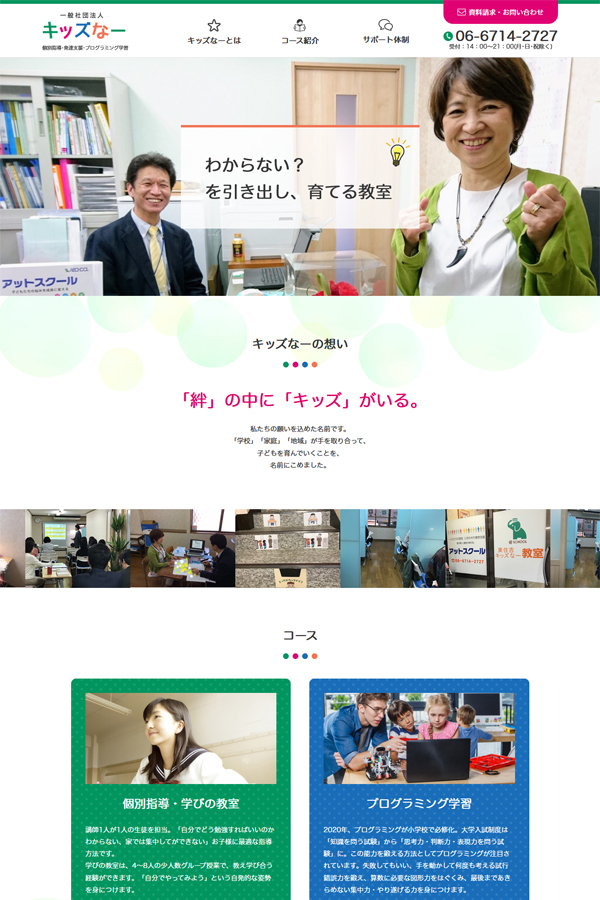 一般社団法人
キッズなー
個別指導・発達支援・プログラミング学習
キッズなーとは
コース紹介
サポート体制
資料請求・お問い合わせ
06-6714-2727
受付：14：00～21：00(月・日・祝除く)
わからない？
を引き出し、育てる教室
アットスクール
キッズなーの想い
「絆」の中に「キッズ」がいる。
私たちの願いを込めた名前です。
「学校」「家庭」「地域」が手を取り合って、
子どもを育んでいくことを、
名前にこめました。
アットスクール
06-6714-2727
@SCHOOL
東住吉
キッズなー教室
コース
個別指導・学びの教室
講師1人が1人の生徒を担当。「自分でどう勉強すればいいのか
わからない、家では集中してができない」お子様に最適な指導
方法です。
学びの教室は、4～8人の少人数グループ授業で、教え学び合う
経験ができます。「自分でやってみよう」という自発的な姿勢
を身につけます。
プログラミング学習
2020年、プログラミングが小学校で必修化。大学入試制度は
「知識を問う試験」から「思考力・判断力・表現力を問う試
験」に。この能力を鍛える方法としてプログラミングが注目さ
れています。失敗してもいい、手を動かして何度も考える試行
錯誤力を鍛え、算数に必要な図形力をはぐくみ、最後まであき
らめない集中力・やり遂げる力を身につけます。